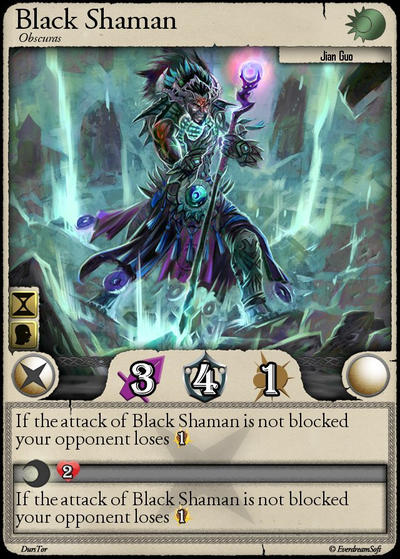 Black Shaman
Obscuras
Jian Guo
3 4 1
If the attack of Black Shaman is not blocked
your opponent loses 1
2
If the attack of Black Shaman is not blocked
your opponent loses 1
DursTor © EverdreamSoft